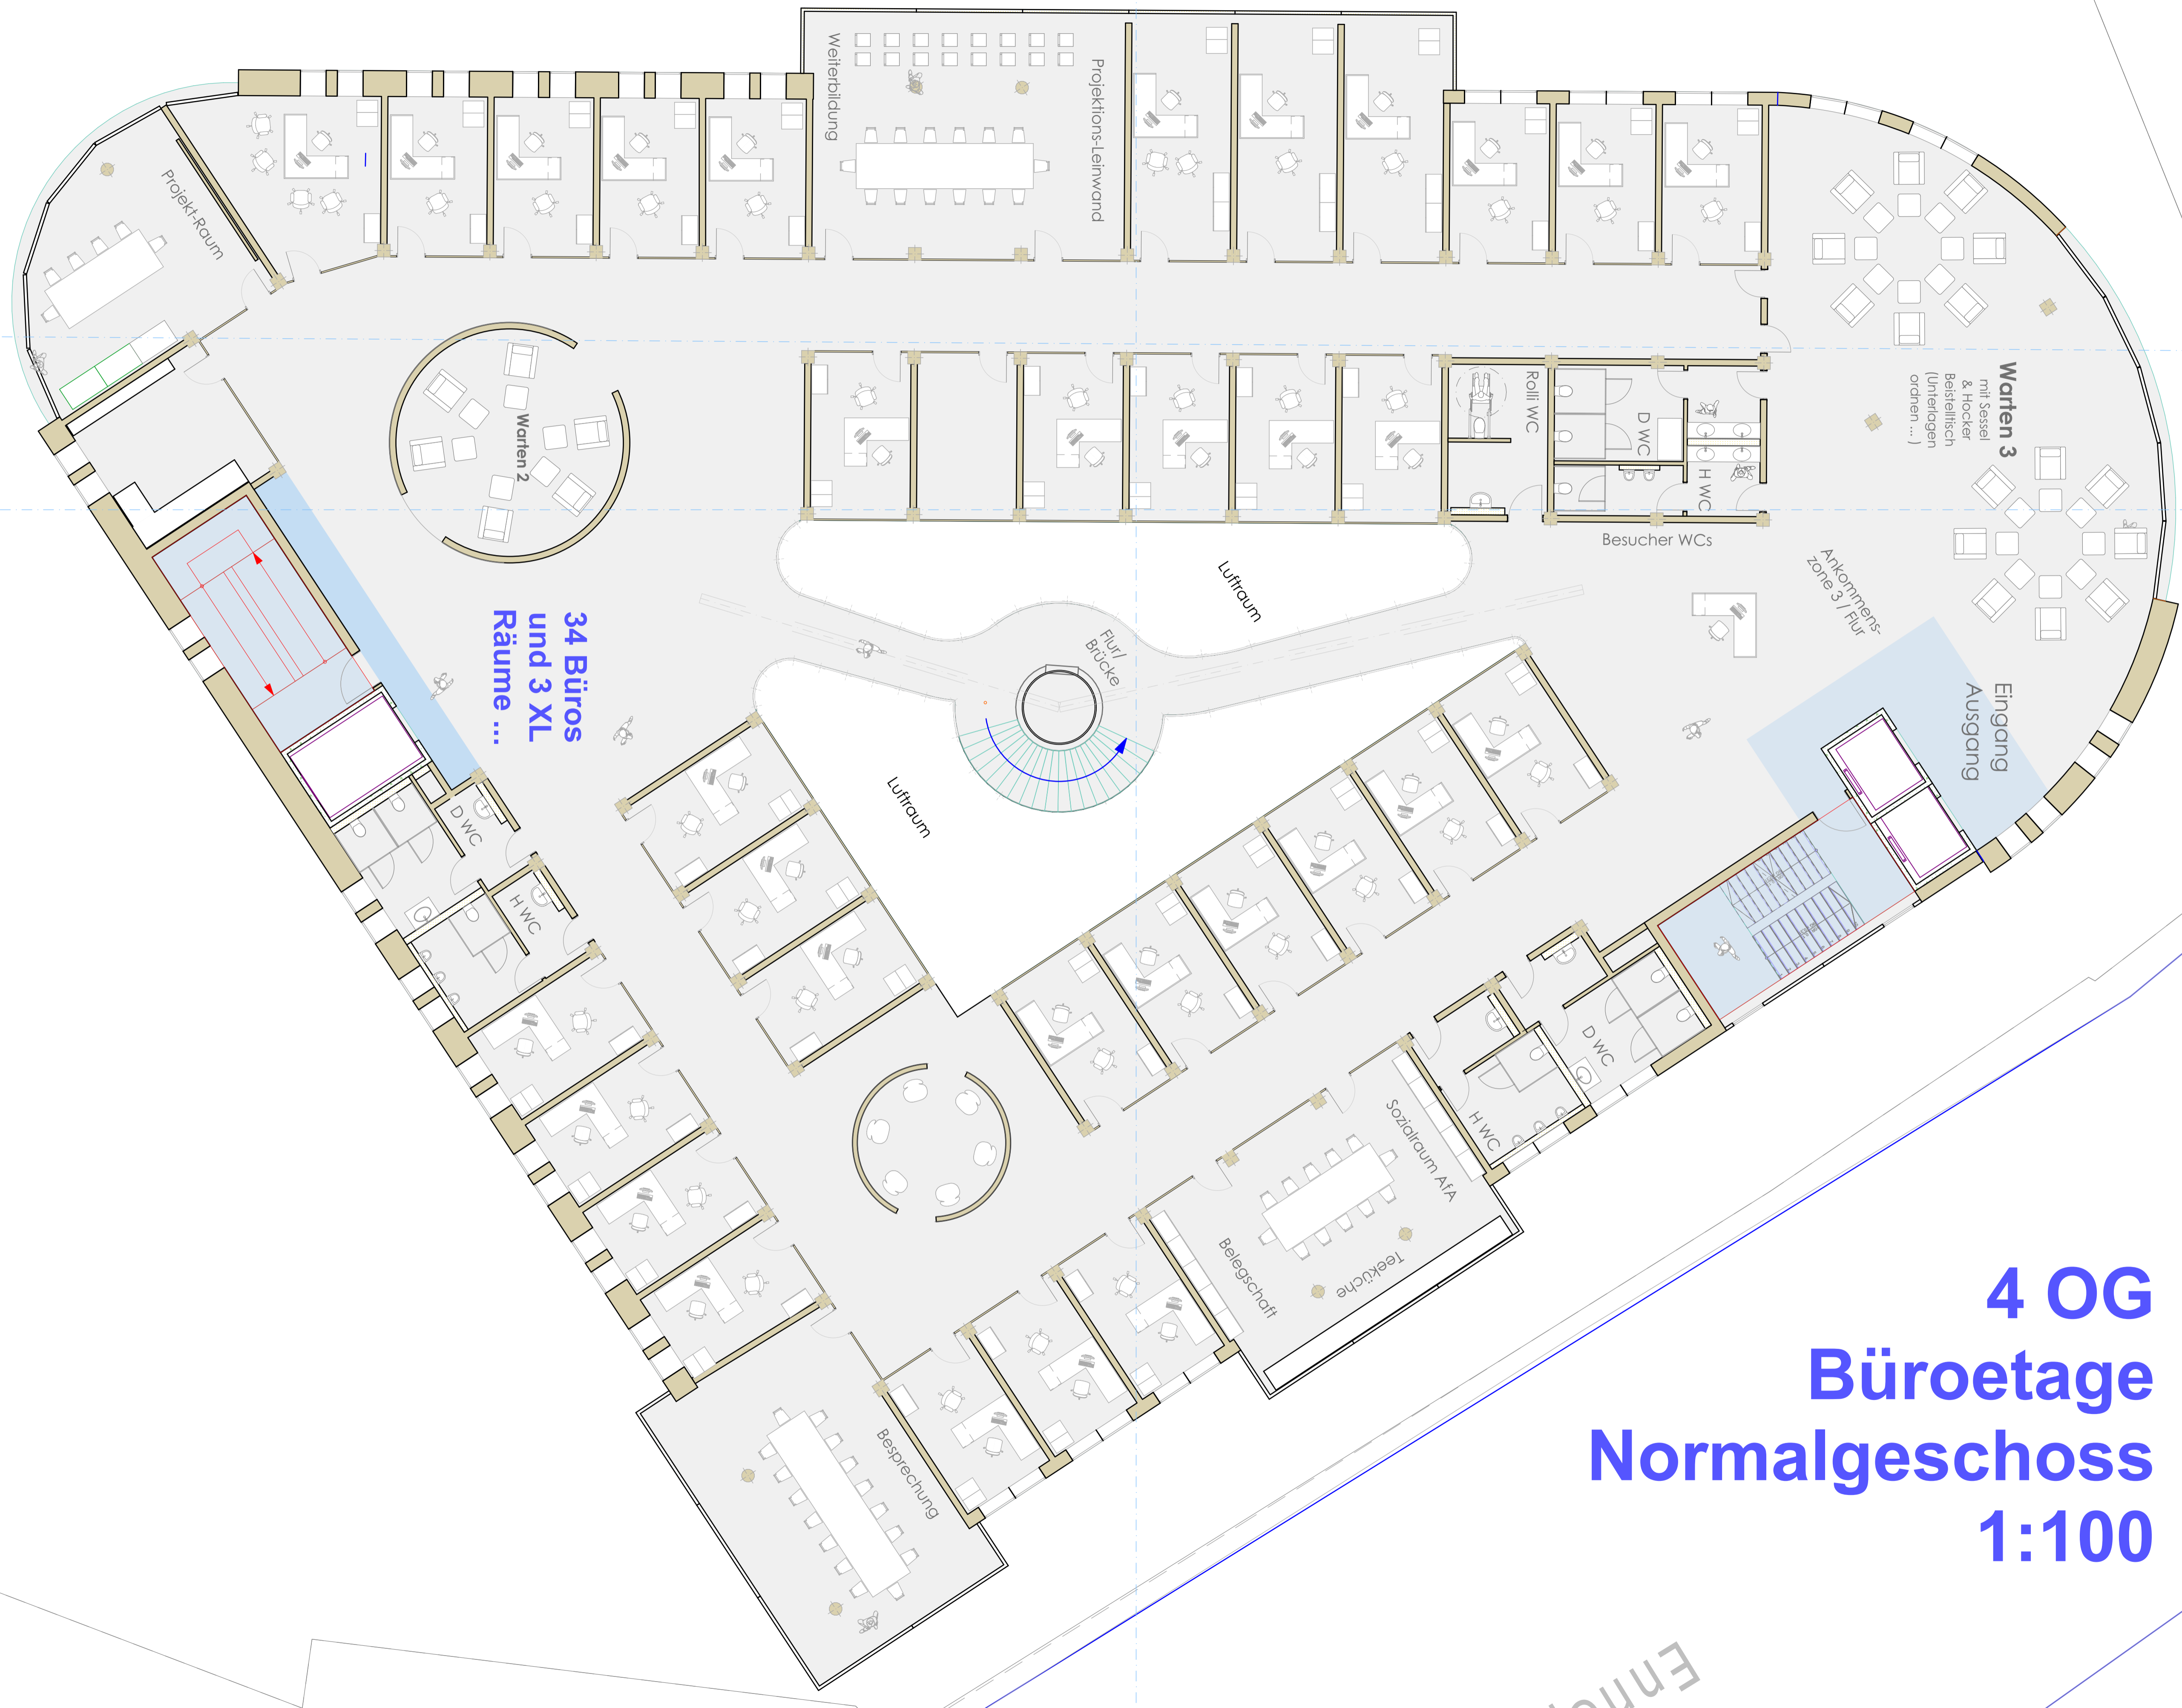 Weiterbildung
Projektions-Leinwand
Projekt-Raum
Warten 2
Rolli WC
D WC
H WC
Besucher WCs
Warten 3
mit Sessel
& Hocker
Beistelltisch
(Unterlagen
ordnen ... )
Luftraum
Ankommens-
zone 3 / Flur
Flur/
Brücke
34 Büros
und 3 XL
Räume ...
Eingang
Ausgang
Luftraum
D WC
H WC
D WC
H WC
Sozialraum AfA
Belegschaft
Teeküche
Besprechung
4 OG
Büroetage
Normalgeschoss
1:100